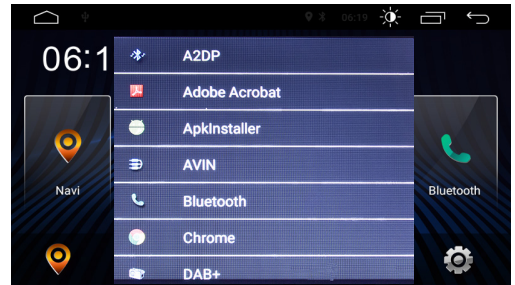 06:19
06:1
A2DP
Adobe Acrobat
ApkInstaller
AVIN
Bluetooth
Chrome
DAB+
Navi
Bluetooth